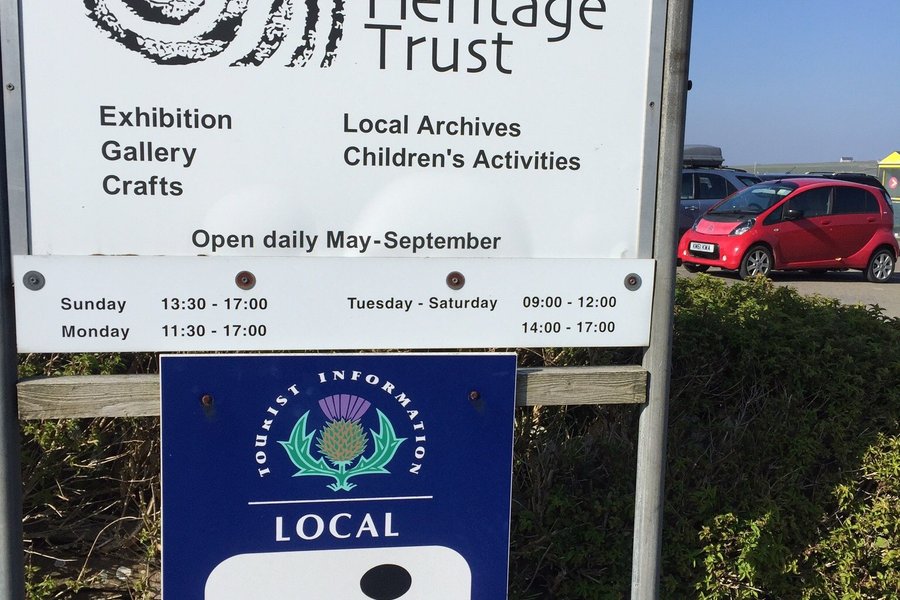 Heritage
Trust
Exhibition
Gallery
Crafts
Local Archives
Children's Activities
Open daily May-September
Sunday 13:30 - 17:00
Monday 11:30 - 17:00
Tuesday - Saturday 09:00 - 12:00
14:00 - 17:00
TOURIST INFORMATION
LOCAL